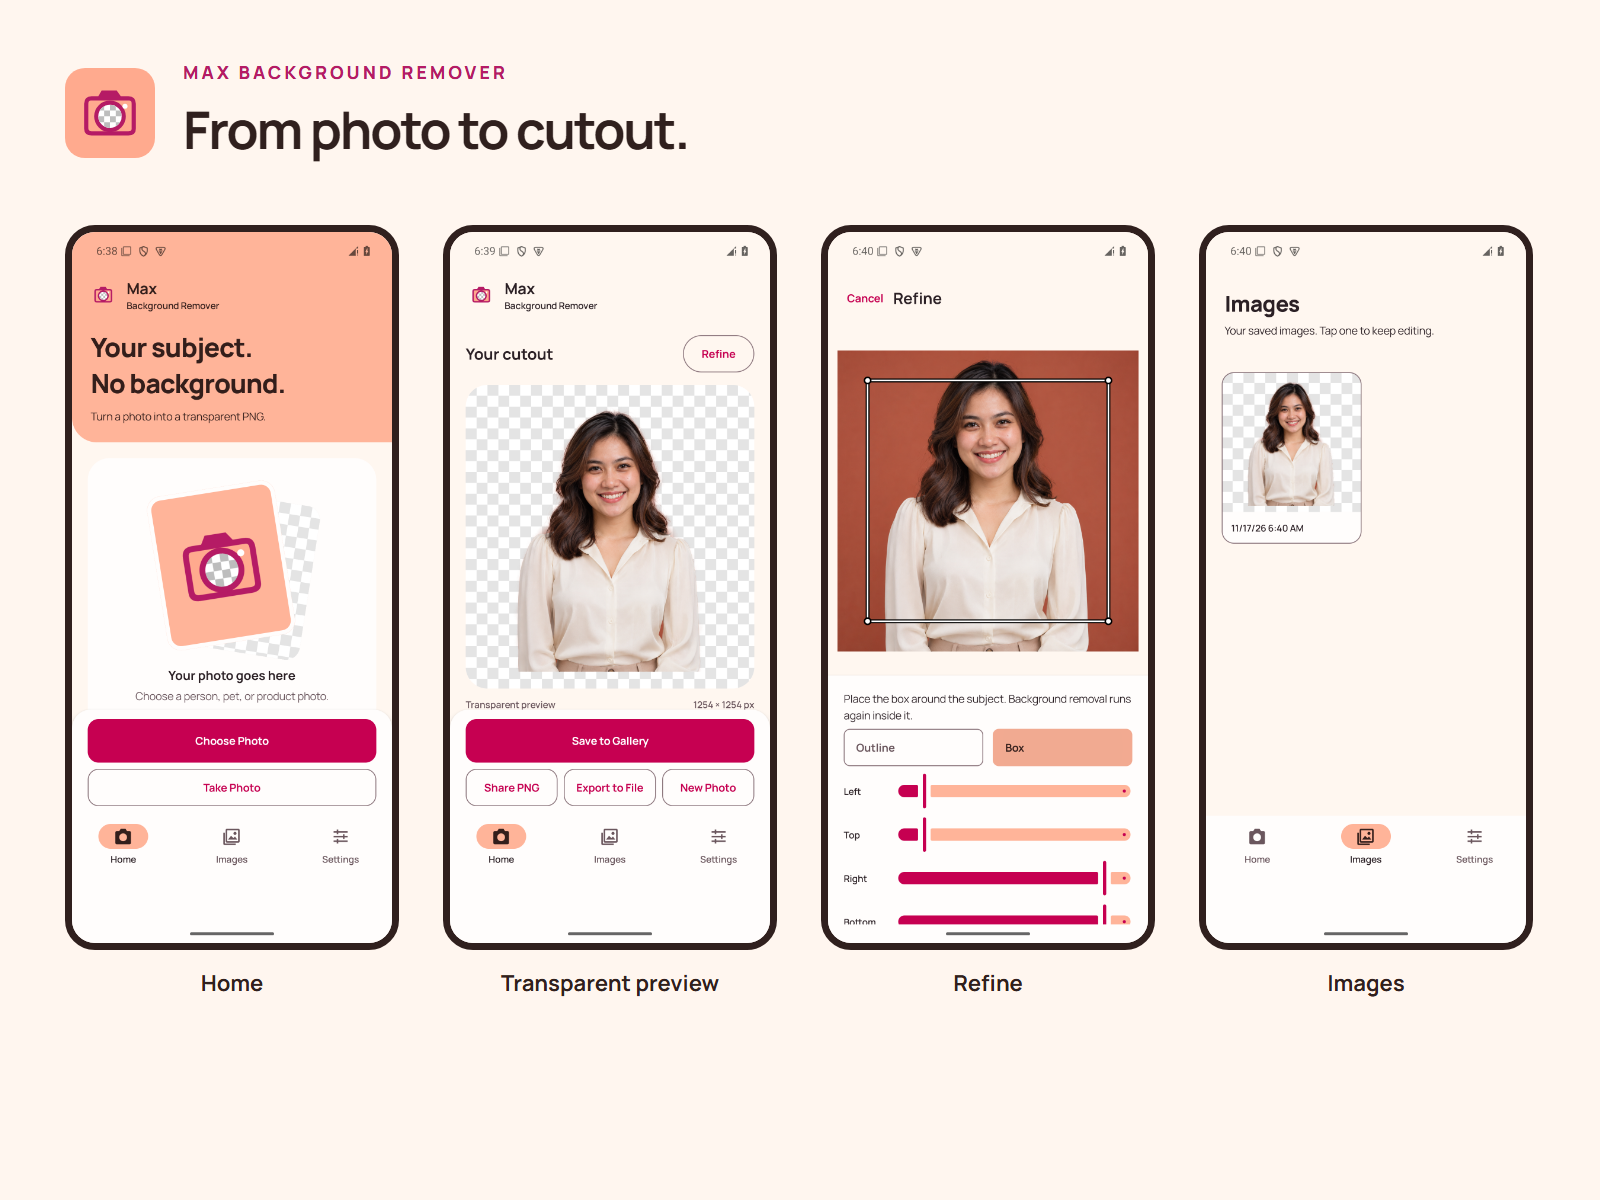 MAX BACKGROUND REMOVER
From photo to cutout.
6:38
Max
Background Remover
Your subject.
No background.
Turn a photo into a transparent PNG.
Your photo goes here
Choose a person, pet, or product photo.
Choose Photo
Take Photo
Home
Images
Settings
Home
6:39
Max
Background Remover
Your cutout
Refine
Transparent preview
1254 × 1254 px
Save to Gallery
Share PNG
Export to File
New Photo
Home
Images
Settings
Transparent preview
6:40
Cancel
Refine
Place the box around the subject. Background removal runs
again inside it.
Outline
Box
Left
Top
Right
Bottom
Refine
6:40
Images
Your saved images. Tap one to keep editing.
11/17/26 6:40 AM
Home
Images
Settings
Images